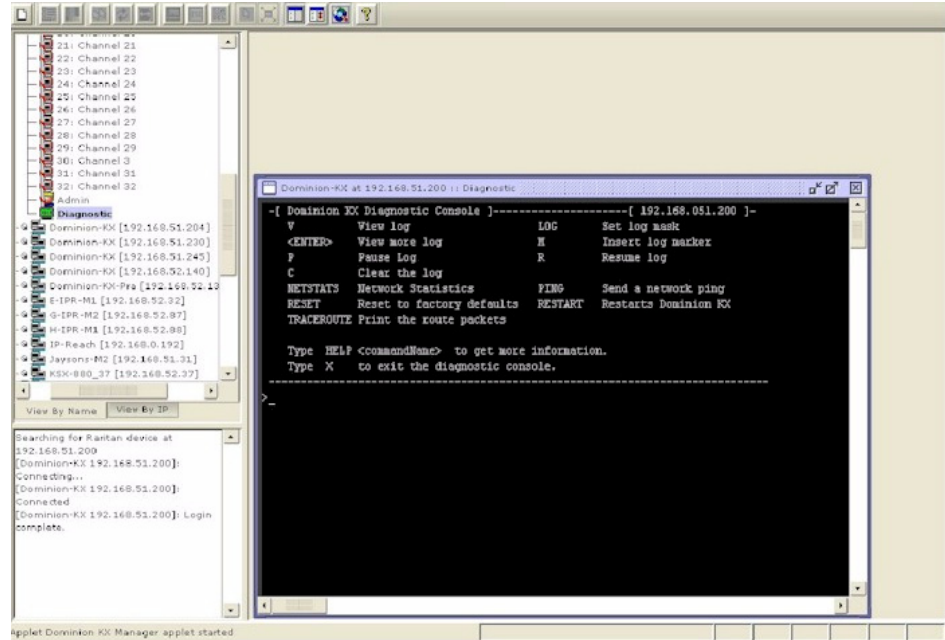 21: Channel 21
22: Channel 22
23: Channel 23
24: Channel 24
25: Channel 25
26: Channel 26
27: Channel 27
28: Channel 28
29: Channel 29
30: Channel 3
31: Channel 31
32: Channel 32
Admin
Diagnostic
Dominion-KX [192.168.51.204]
Dominion-KX [192.168.51.230]
Dominion-KX [192.168.51.245]
Dominion-KX [192.168.52.140]
Dominion-KX-Pra [192.168.52.13
E-IPR-M1 [192.168.52.32]
G-IPR-M2 [192.168.52.87]
H-IPR-M1 [192.168.52.88]
IP-Reach [192.168.0.192]
Jaysons-M2 [192.168.51.31]
KSX-880_37 [192.168.52.37]
View By Name View By IP
Searching for Raritan device at
192.168.51.200
[Dominion-KX 192.168.51.200]:
Connecting...
[Dominion-KX 192.168.51.200]:
Connected
[Dominion-KX 192.168.51.200]: Login
complete.
Dominion-KX at 192.168.51.200 :: Diagnostic
-[ Dominion KX Diagnostic Console ]---------------------[ 192.168.051.200 ]-
V View log LOG Set log mask
<ENTER> View more log M Insert log marker
P Pause Log R Resume log
C Clear the log
NETSTATS Network Statistics PING Send a network ping
RESET Reset to factory defaults RESTART Restarts Dominion KX
TRACEROUTE Print the route packets
Type HELP <commandName> to get more information.
Type X to exit the diagnostic console.
>_
Applet Dominion KX Manager applet started